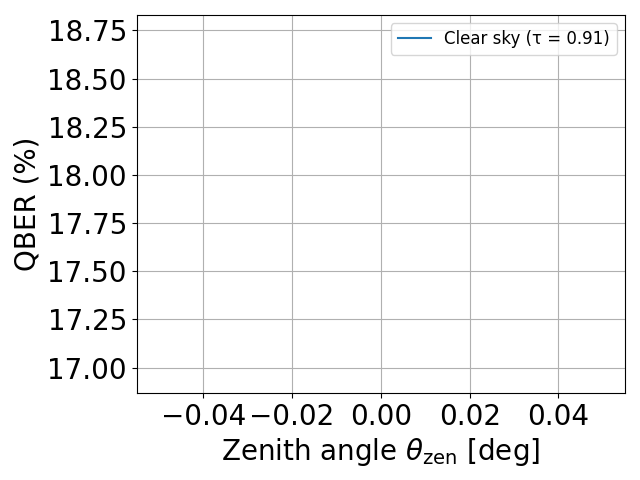 18.75
18.50
18.25
18.00
17.75
17.50
17.25
17.00
QBER (%)
Clear sky (τ = 0.91)
−0.04 −0.02 0.00 0.02 0.04
Zenith angle θzen [deg]